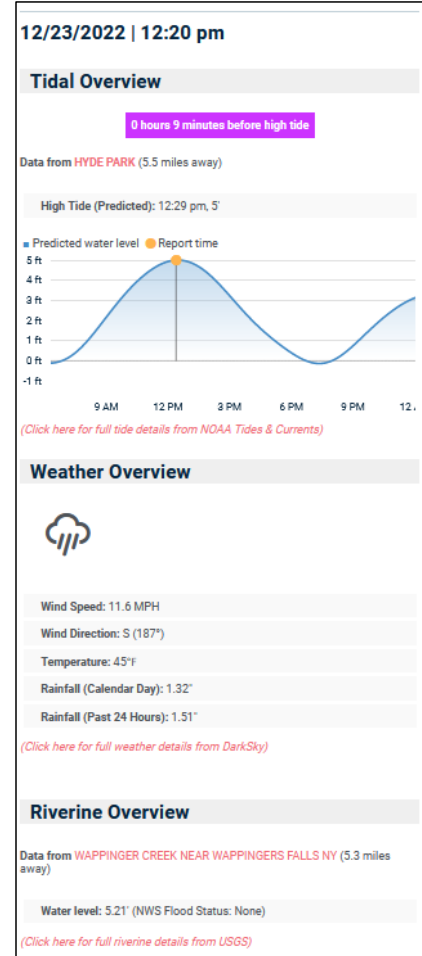 12/23/2022 | 12:20 pm
Tidal Overview
0 hours 9 minutes before high tide
Data from HYDE PARK (5.5 miles away)
High Tide (Predicted): 12:29 pm, 5'
Predicted water level Report time
5 ft
4 ft
3 ft
2 ft
1 ft
0 ft
-1 ft
9 AM 12 PM 3 PM 6 PM 9 PM 12.
(Click here for full tide details from NOAA Tides & Currents)
Weather Overview
Wind Speed: 11.6 MPH
Wind Direction: S (187°)
Temperature: 45°F
Rainfall (Calendar Day): 1.32"
Rainfall (Past 24 Hours): 1.51"
(Click here for full weather details from DarkSky)
Riverine Overview
Data from WAPPINGER CREEK NEAR WAPPINGERS FALLS NY (5.3 miles
away)
Water level: 5.21' (NWS Flood Status: None)
(Click here for full riverine details from USGS)